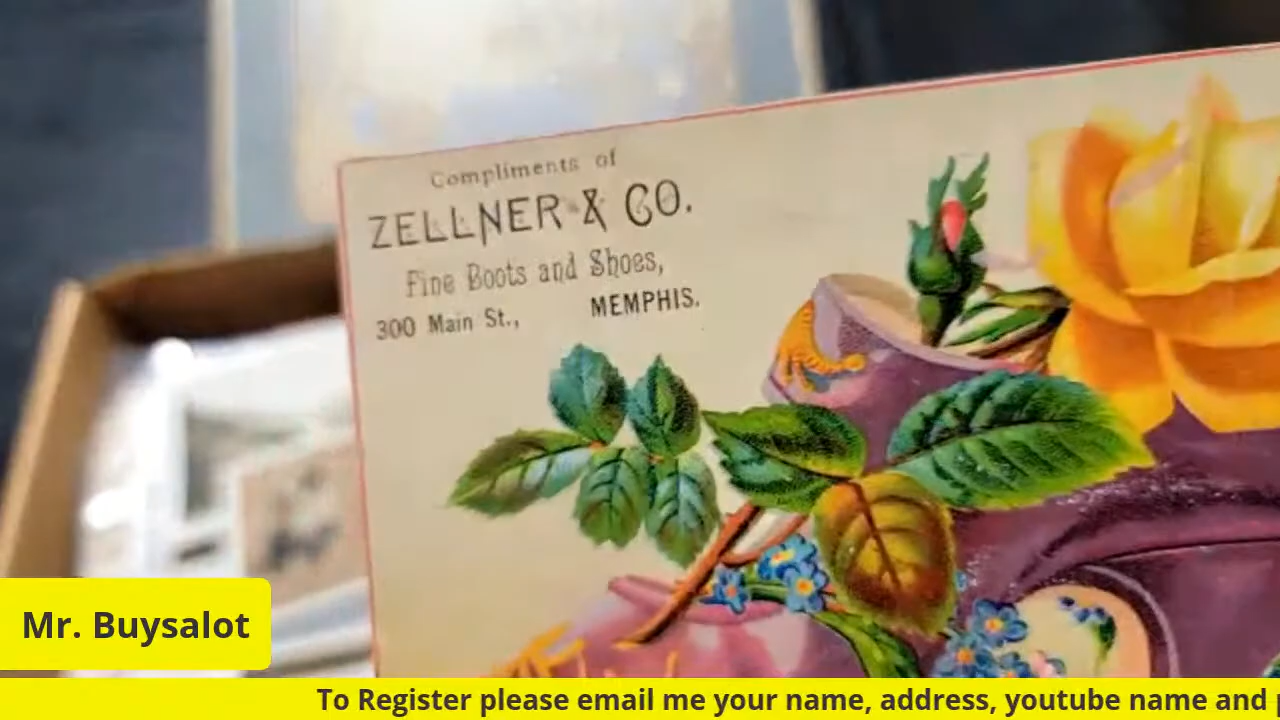 Compliments of
ZELLNER & CO.
Fine Boots and Shoes,
300 Main St., MEMPHIS.
Mr. Buysalot
To Register please email me your name, address, youtube name and